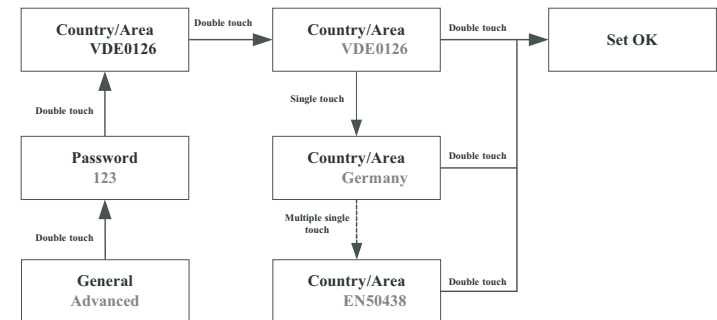 Country/Area
VDE0126
Double touch
Country/Area
VDE0126
Double touch
Set OK
Double touch
Single touch
Password
123
Country/Area
Germany
Double touch
Double touch
Multiple single
touch
General
Advanced
Country/Area
EN50438
Double touch